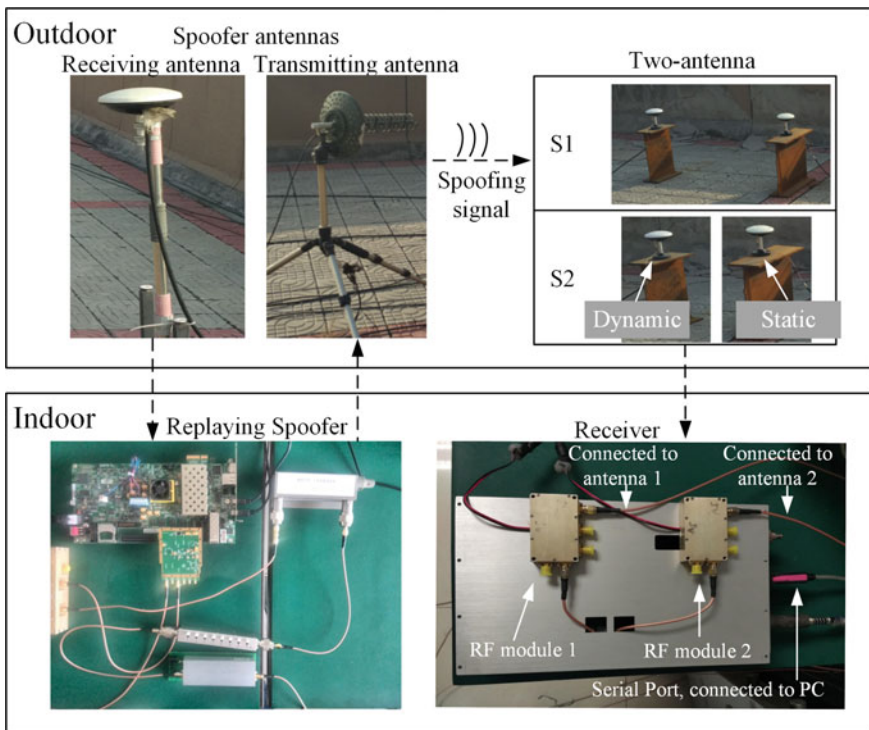 Outdoor
Spoofer antennas
Receiving antenna
Transmitting antenna
Two-antenna
Spoofing
signal
S1
S2
Dynamic
Static
Indoor
Replaying Spoofer
Receiver
Connected to
antenna 1
Connected to
antenna 2
RF module 1
RF module 2
Serial Port, connected to PC